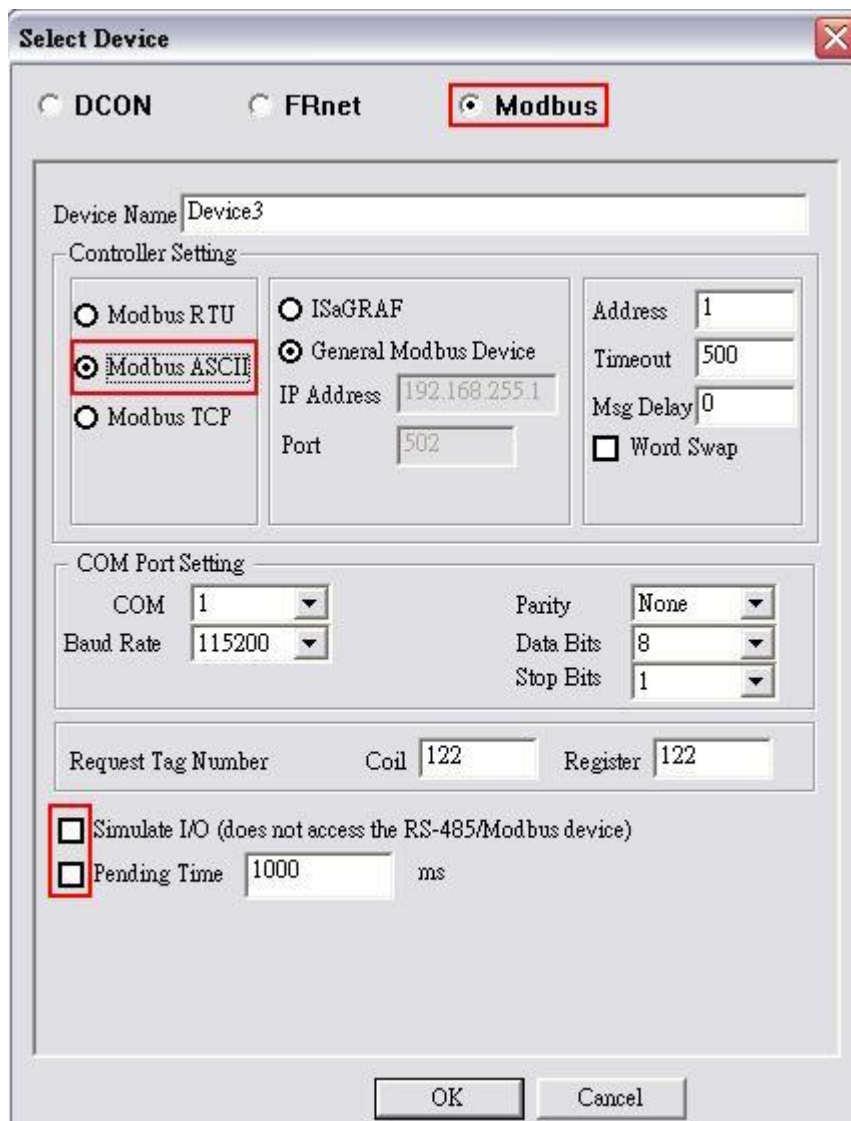 Select Device
DCON FRnet Modbus
Device Name Device3
Controller Setting
Modbus RTU
Modbus ASCII
Modbus TCP
ISaGRAF
General Modbus Device
IP Address 192.168.255.1
Port 502
Address 1
Timeout 500
Msg Delay 0
Word Swap
COM Port Setting
COM 1
Baud Rate 115200
Parity None
Data Bits 8
Stop Bits 1
Request Tag Number Coil 122 Register 122
Simulate I/O (does not access the RS-485/Modbus device)
Pending Time 1000 ms
OK Cancel